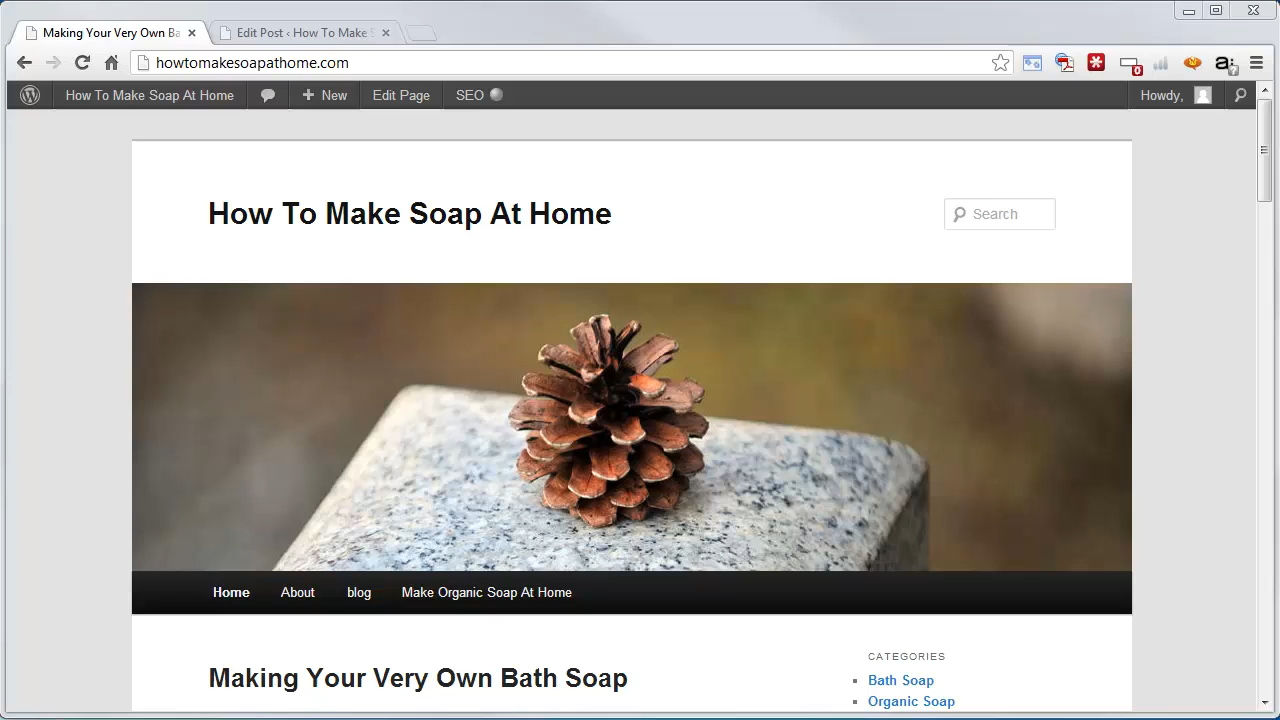 Making Your Very Own Ba
Edit Post ‹ How To Make
howtomakesoapathome.com
0
a
How To Make Soap At Home
New
Edit Page
SEO
Howdy,
How To Make Soap At Home
Search
Home
About
blog
Make Organic Soap At Home
Making Your Very Own Bath Soap
CATEGORIES
Bath Soap
Organic Soap